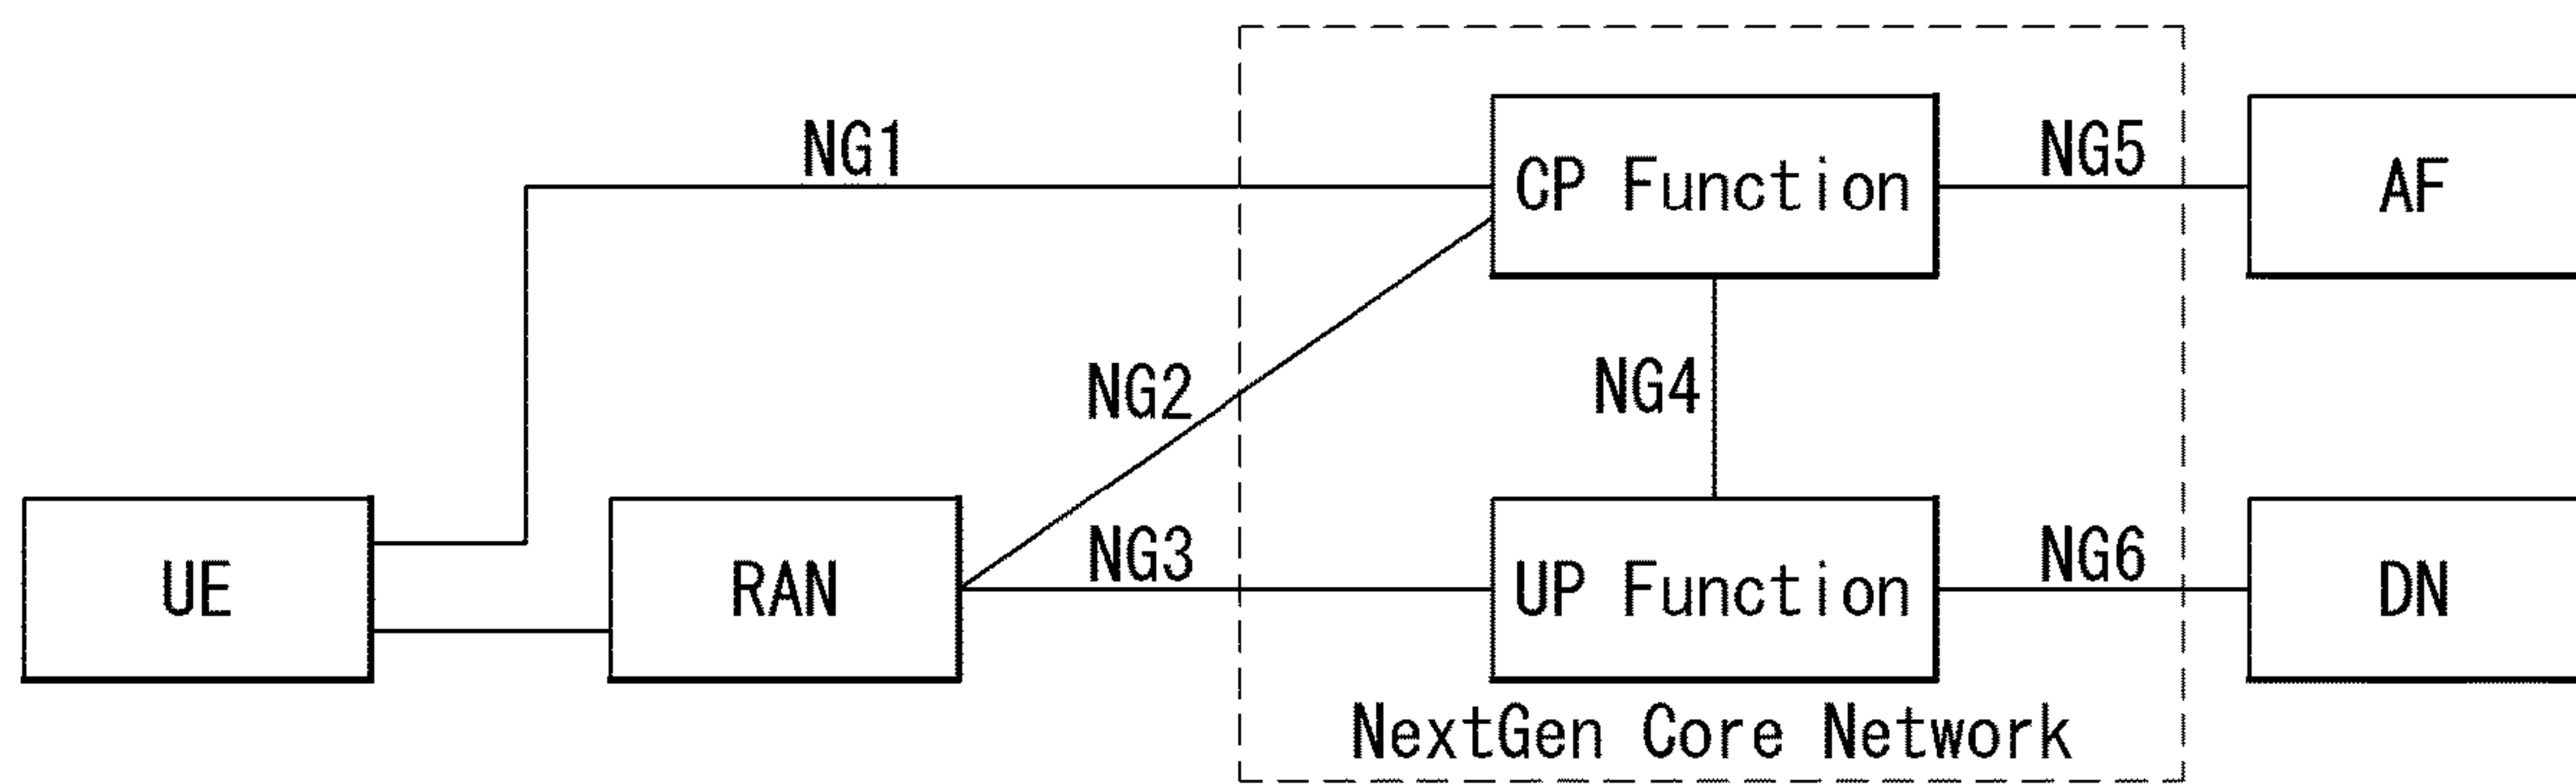 NG1
CP Function
NG5
AF
NG2
NG4
UE
RAN
NG3
UP Function
NG6
DN
NextGen Core Network